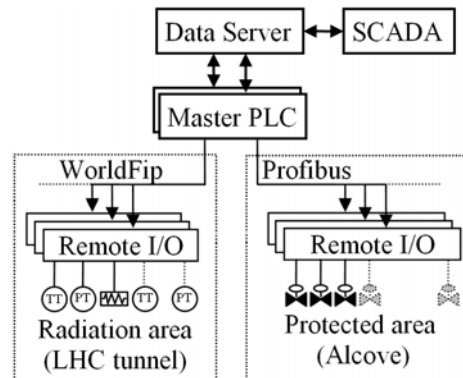 Data Server
SCADA
Master PLC
WorldFip
Profibus
Remote I/O
Remote I/O
TT
PT
TT
PT
Radiation area
(LHC tunnel)
Protected area
(Alcove)